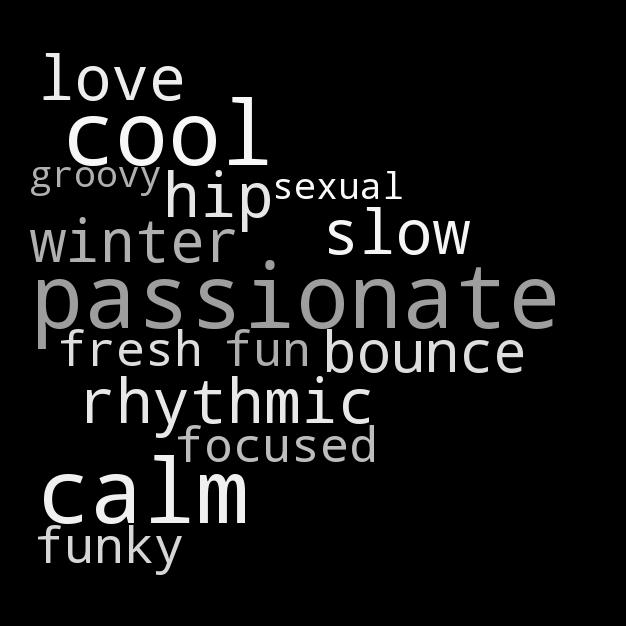 love
cool
groovy hip sexual
winter slow
passionate
fresh fun bounce
rhythmic
focused
calm
funky